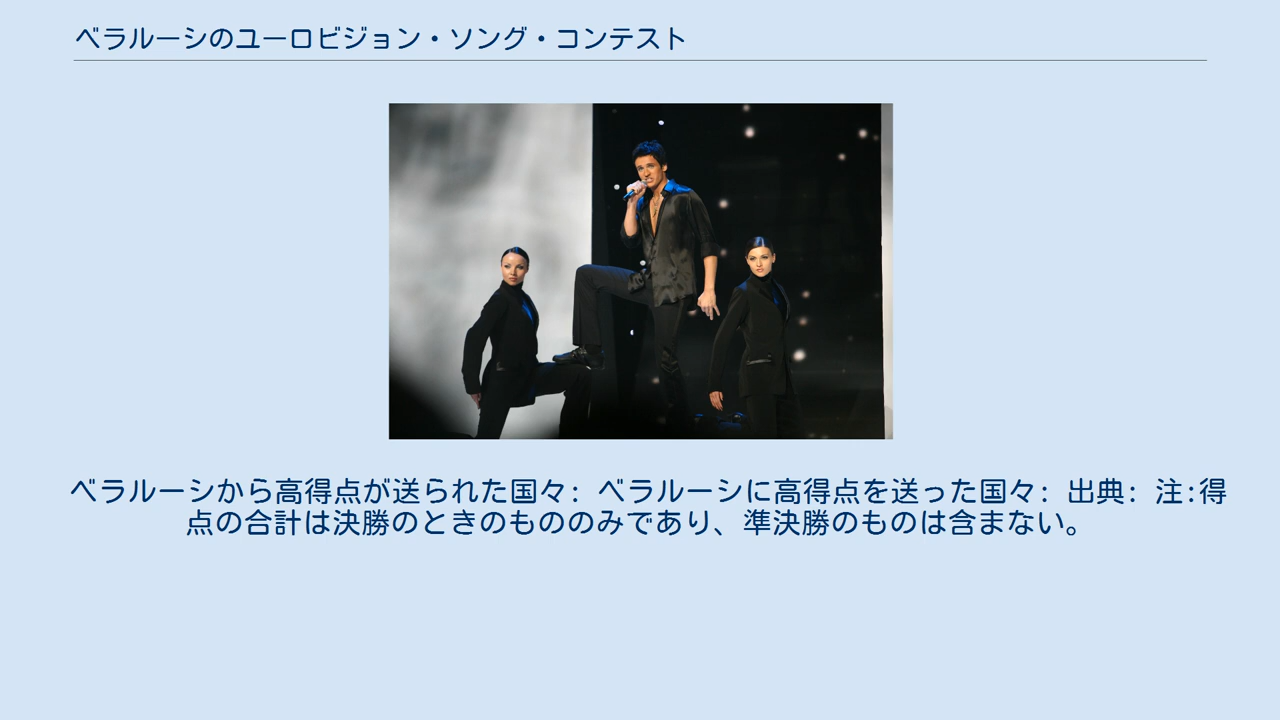 ベラルーシのユーロビジョン・ソング・コンテスト
ベラルーシから高得点が送られた国々: ベラルーシに高得点を送った国々: 出典: 注:得
点の合計は決勝のときのもののみであり、準決勝のものは含まない。